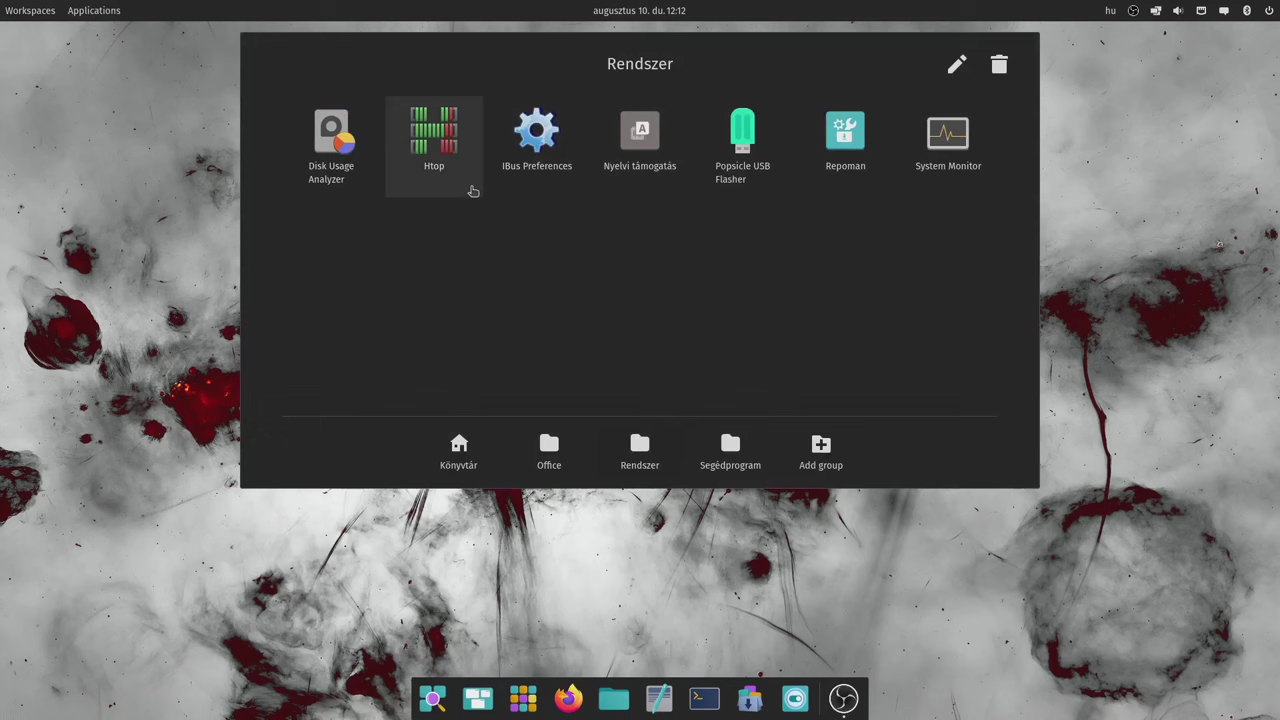 Workspaces Applications augusztus 10. du. 12:12 hu
Rendszer
Disk Usage
Analyzer
Htop
IBus Preferences
Nyelvi támogatás
Popsicle USB
Flasher
Repoman
System Monitor
Könyvtár Office Rendszer Segédprogram Add group